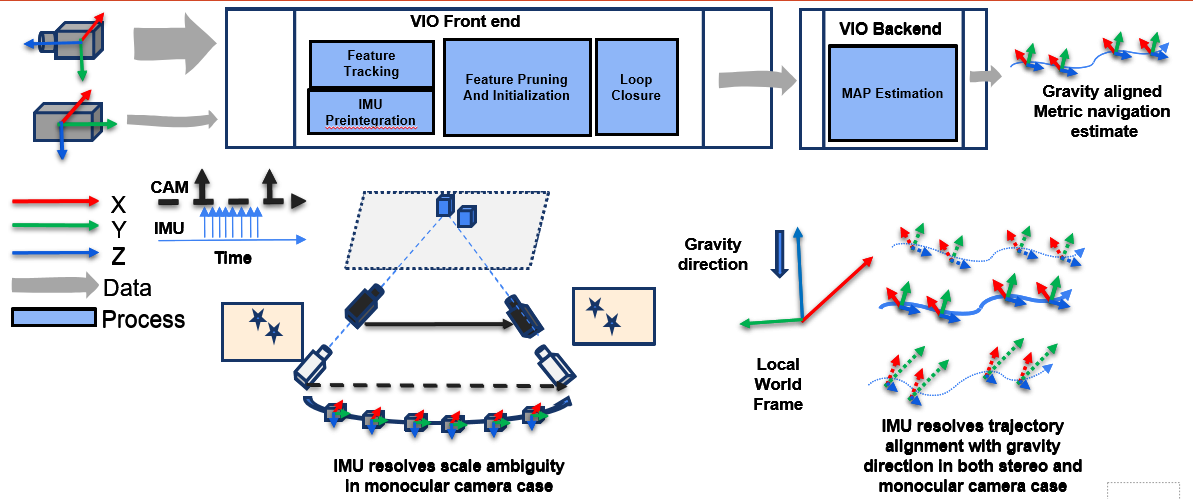 VIO Front end
Feature
Tracking
IMU
Preintegration
Feature Pruning
And Initialization
Loop
Closure
VIO Backend
MAP Estimation
Gravity aligned
Metric navigation
estimate
X
Y
Z
Data
Process
CAM
IMU
Time
IMU resolves scale ambiguity
in monocular camera case
Gravity
direction
Local
World
Frame
IMU resolves trajectory
alignment with gravity
direction in both stereo and
monocular camera case